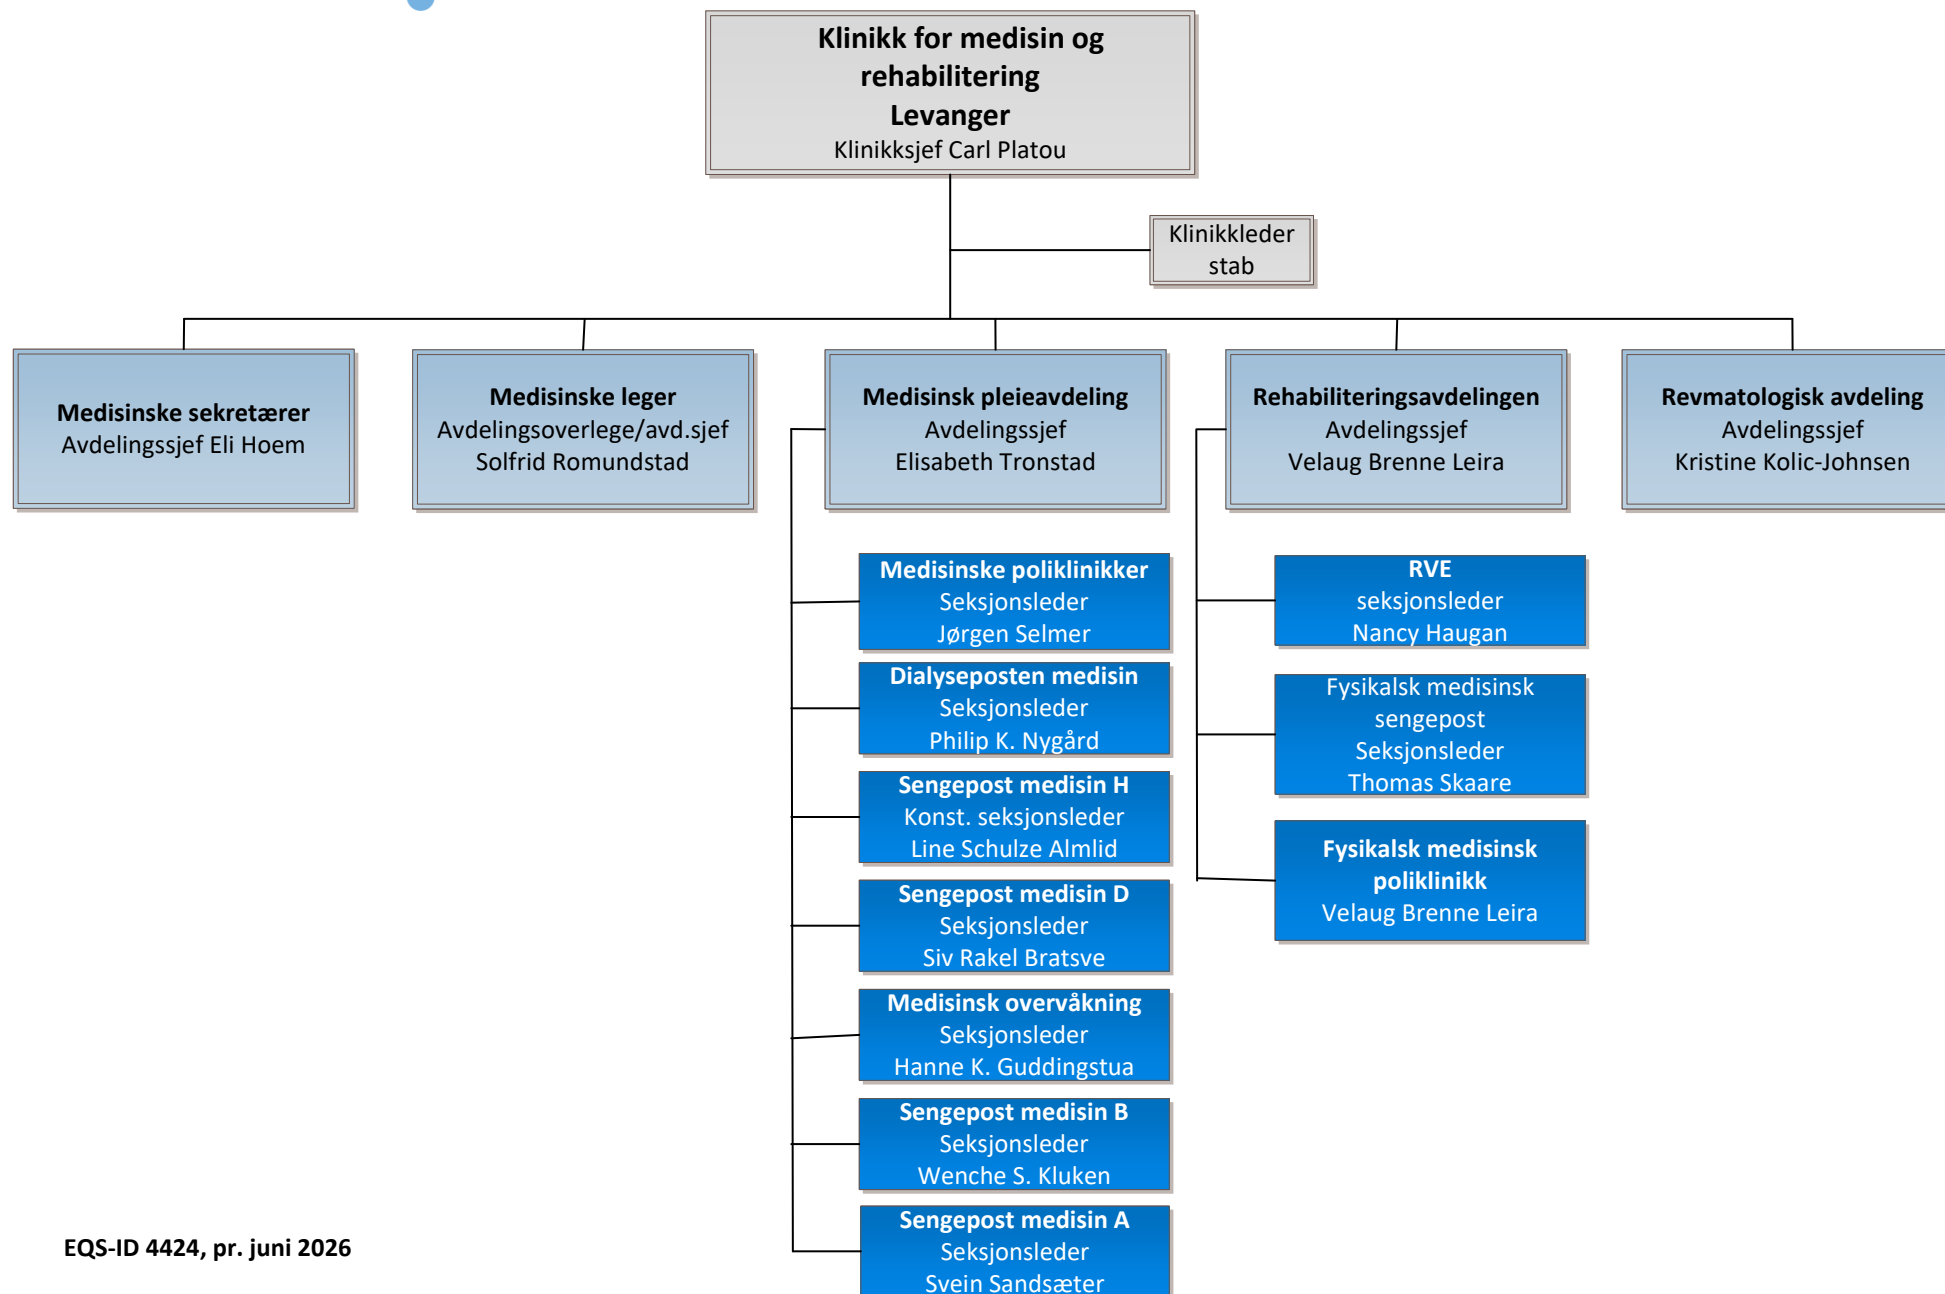 Klinikk for medisin og
rehabilitering
Levanger
Klinikksjef Carl Platou
Klinikkleder
stab
Medisinske sekretærer
Avdelingssjef Eli Hoem
Medisinske leger
Avdelingsoverlege/avd.sjef
Solfrid Romundstad
Medisinsk pleieavdeling
Avdelingssjef
Elisabeth Tronstad
Rehabiliteringsavdelingen
Avdelingssjef
Velaug Brenne Leira
Revmatologisk avdeling
Avdelingssjef
Kristine Kolic-Johnsen
Medisinske poliklinikker
Seksjonsleder
Jørgen Selmer
Dialyseposten medisin
Seksjonsleder
Philip K. Nygård
Sengepost medisin H
Konst. seksjonsleder
Line Schulze Almlid
Sengepost medisin D
Seksjonsleder
Siv Rakel Bratsve
Medisinsk overvåkning
Seksjonsleder
Hanne K. Guddingstua
Sengepost medisin B
Seksjonsleder
Wenche S. Kluken
Sengepost medisin A
Seksjonsleder
Svein Sandsæter
RVE
seksjonsleder
Nancy Haugan
Fysikalsk medisinsk
sengepost
Seksjonsleder
Thomas Skaare
Fysikalsk medisinsk
poliklinikk
Velaug Brenne Leira
EQS-ID 4424, pr. juni 2026